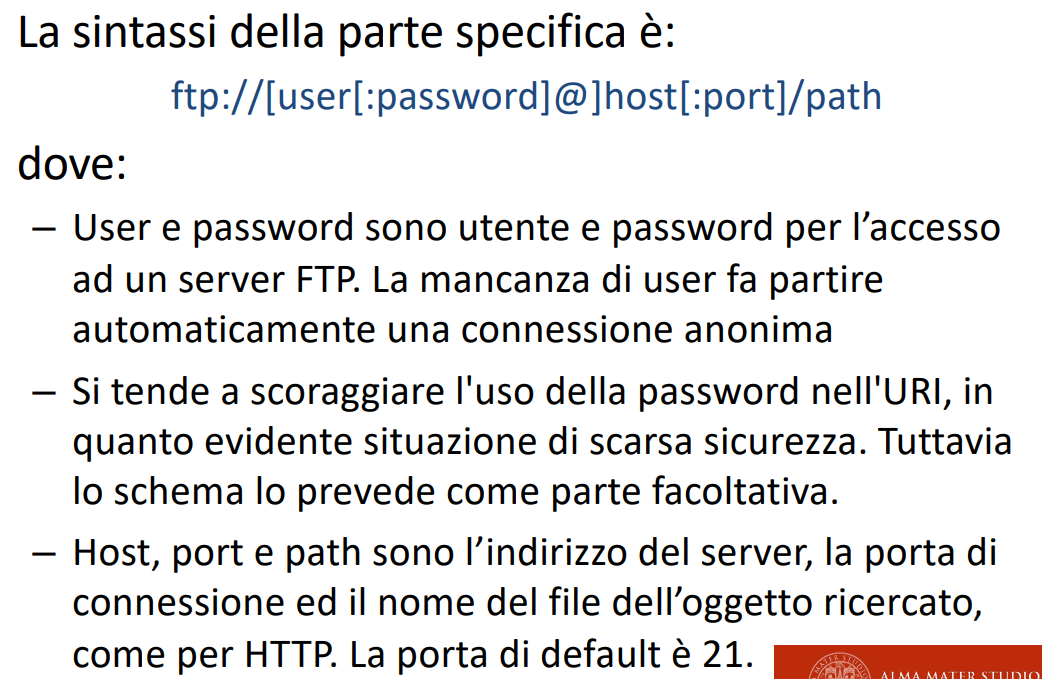 La sintassi della parte specifica è:
ftp://[user[:password]@]host[:port]/path
dove:
– User e password sono utente e password per l’accesso
ad un server FTP. La mancanza di user fa partire
automaticamente una connessione anonima
– Si tende a scoraggiare l'uso della password nell'URI, in
quanto evidente situazione di scarsa sicurezza. Tuttavia
lo schema lo prevede come parte facoltativa.
– Host, port e path sono l’indirizzo del server, la porta di
connessione ed il nome del file dell’oggetto ricercato,
come per HTTP. La porta di default è 21.
ALMA MATER STUDIO